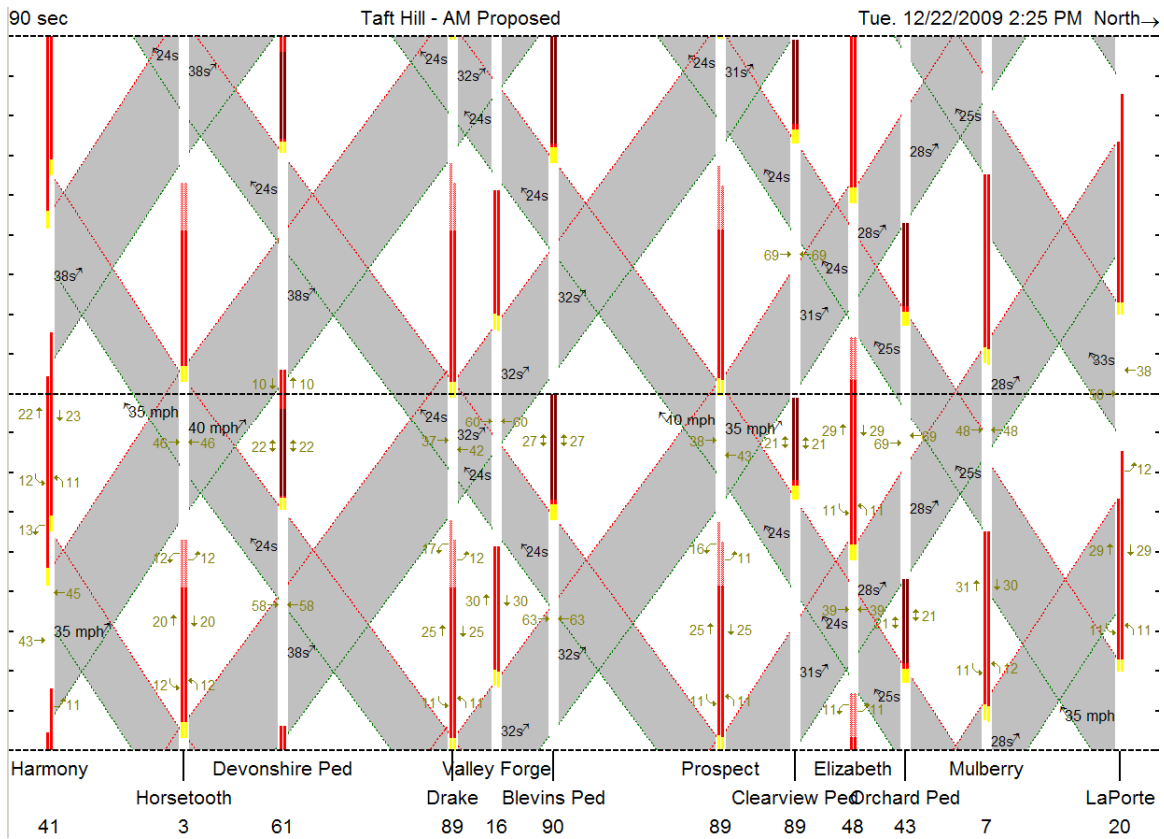 90 sec Taft Hill - AM Proposed Tue. 12/22/2009 2:25 PM North→
24s 38s 24s 32s 24s 31s
24s 24s 25s 28s
24s 24s 24s 28s
38s 38s 32s 69 69 24s
31s
32s 25s 33s 38
10 10 28s 50
22 23 35 mph 40 mph 24s 60 60 40 mph 35 mph
46 46 22 22 37 32s 42 27 27 38 43 21 21 29 29 69 69 48 48
12 11 24s 25s 12
13 11 11 28s
24s 17 12 24s 16 11 24s 29 29
12 12 28s 31 30
45 58 58 30 30 63 63 39 39 21 21
35 mph 20 20 25 25 25 25 24s 11 11
43 38s 32s 31s
12 12 11 11 11 11 25s 11 12
11 32s 11 11 35 mph
28s
Harmony Devonshire Ped Valley Forge Prospect Elizabeth Mulberry
Horsetooth Drake Blevins Ped Clearview Ped Orchard Ped LaPorte
41 3 61 89 16 90 89 89 48 43 7 20